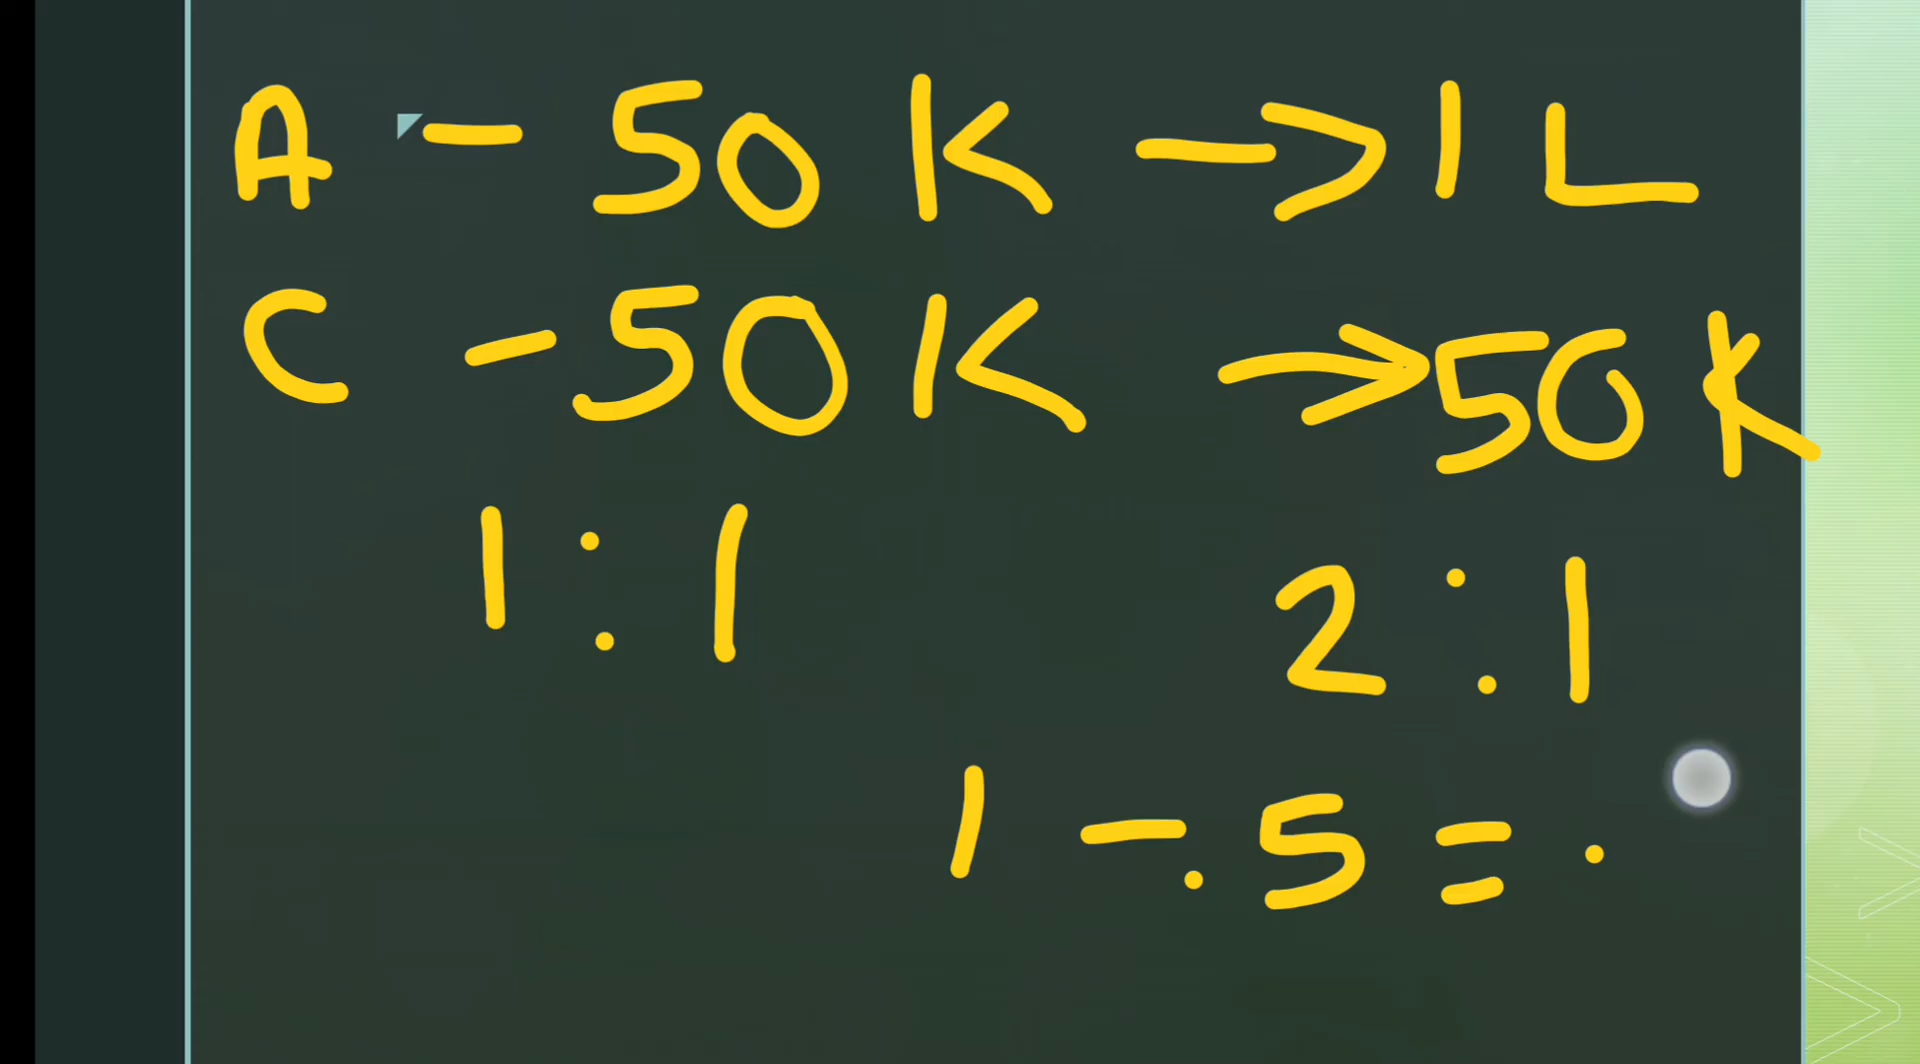 A - 50 K → 1 L
C - 50 K → 50 K
1 : 1 2 : 1
1 - .5 = .